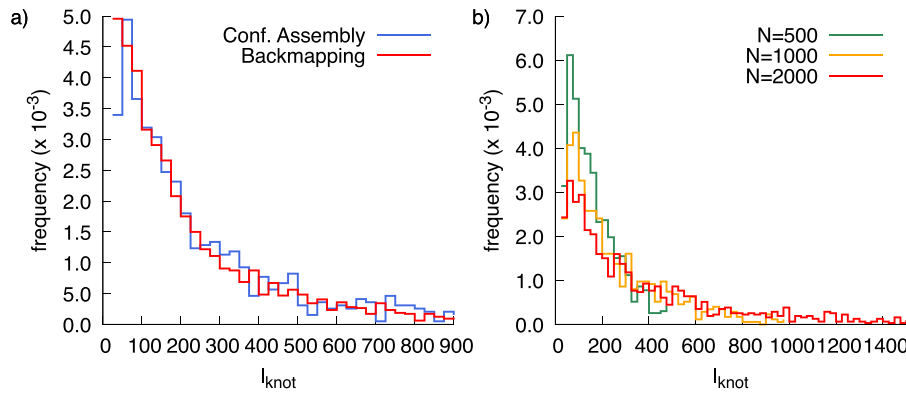 a)
Conf. Assembly
Backmapping
frequency (x 10⁻³)
5.0
4.5
4.0
3.5
3.0
2.5
2.0
1.5
1.0
5.0
0.0
0 100 200 300 400 500 600 700 800 900
l_knot
b)
N=500
N=1000
N=2000
frequency (x 10⁻³)
7.0
6.0
7.0
4.0
3.0
2.0
1.0
0.0
0 200 400 600 800 1000 1200 1400
l_knot